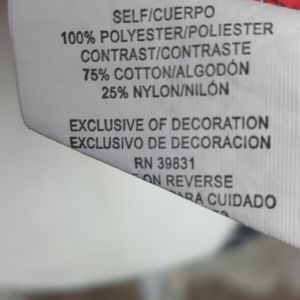 SELF/CUERPO
100% POLYESTER/POLIESTER
CONTRAST/CONTRASTE
75% COTTON/ALGODÓN
25% NYLON/NILÓN
EXCLUSIVE OF DECORATION
EXCLUSIVO DE DECORACION
RN 39831
ON REVERSE
PARA CUIDADO